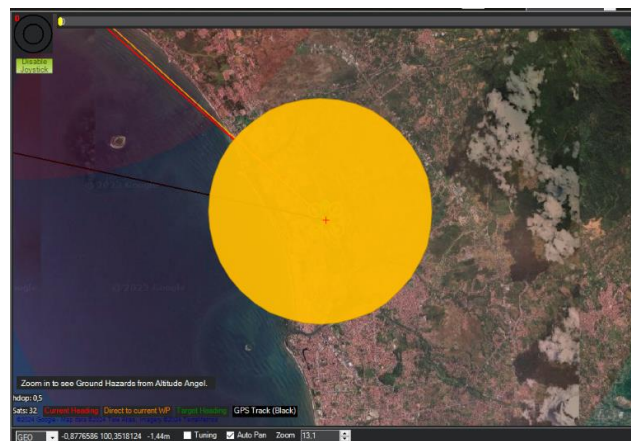 Disable
Joystick
Zoom in to see Ground Hazards from Altitude Angel.
hdop: 0,5
Sats: 32 Current Heading Direct to current WP Target Heading GPS Track (Black)
GEO -0,8776586 100,3518124 -1,44m Tuning Auto Pan Zoom 13,1